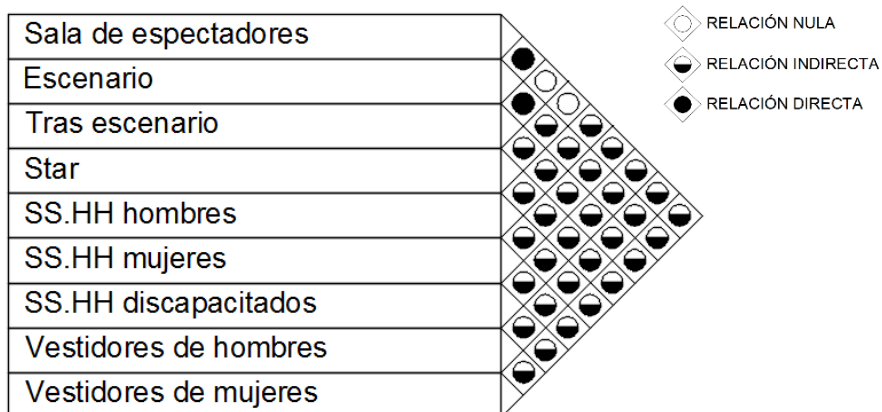 Sala de espectadores
Escenario
Tras escenario
Star
SS.HH hombres
SS.HH mujeres
SS.HH discapacitados
Vestidores de hombres
Vestidores de mujeres
RELACIÓN NULA
RELACIÓN INDIRECTA
RELACIÓN DIRECTA